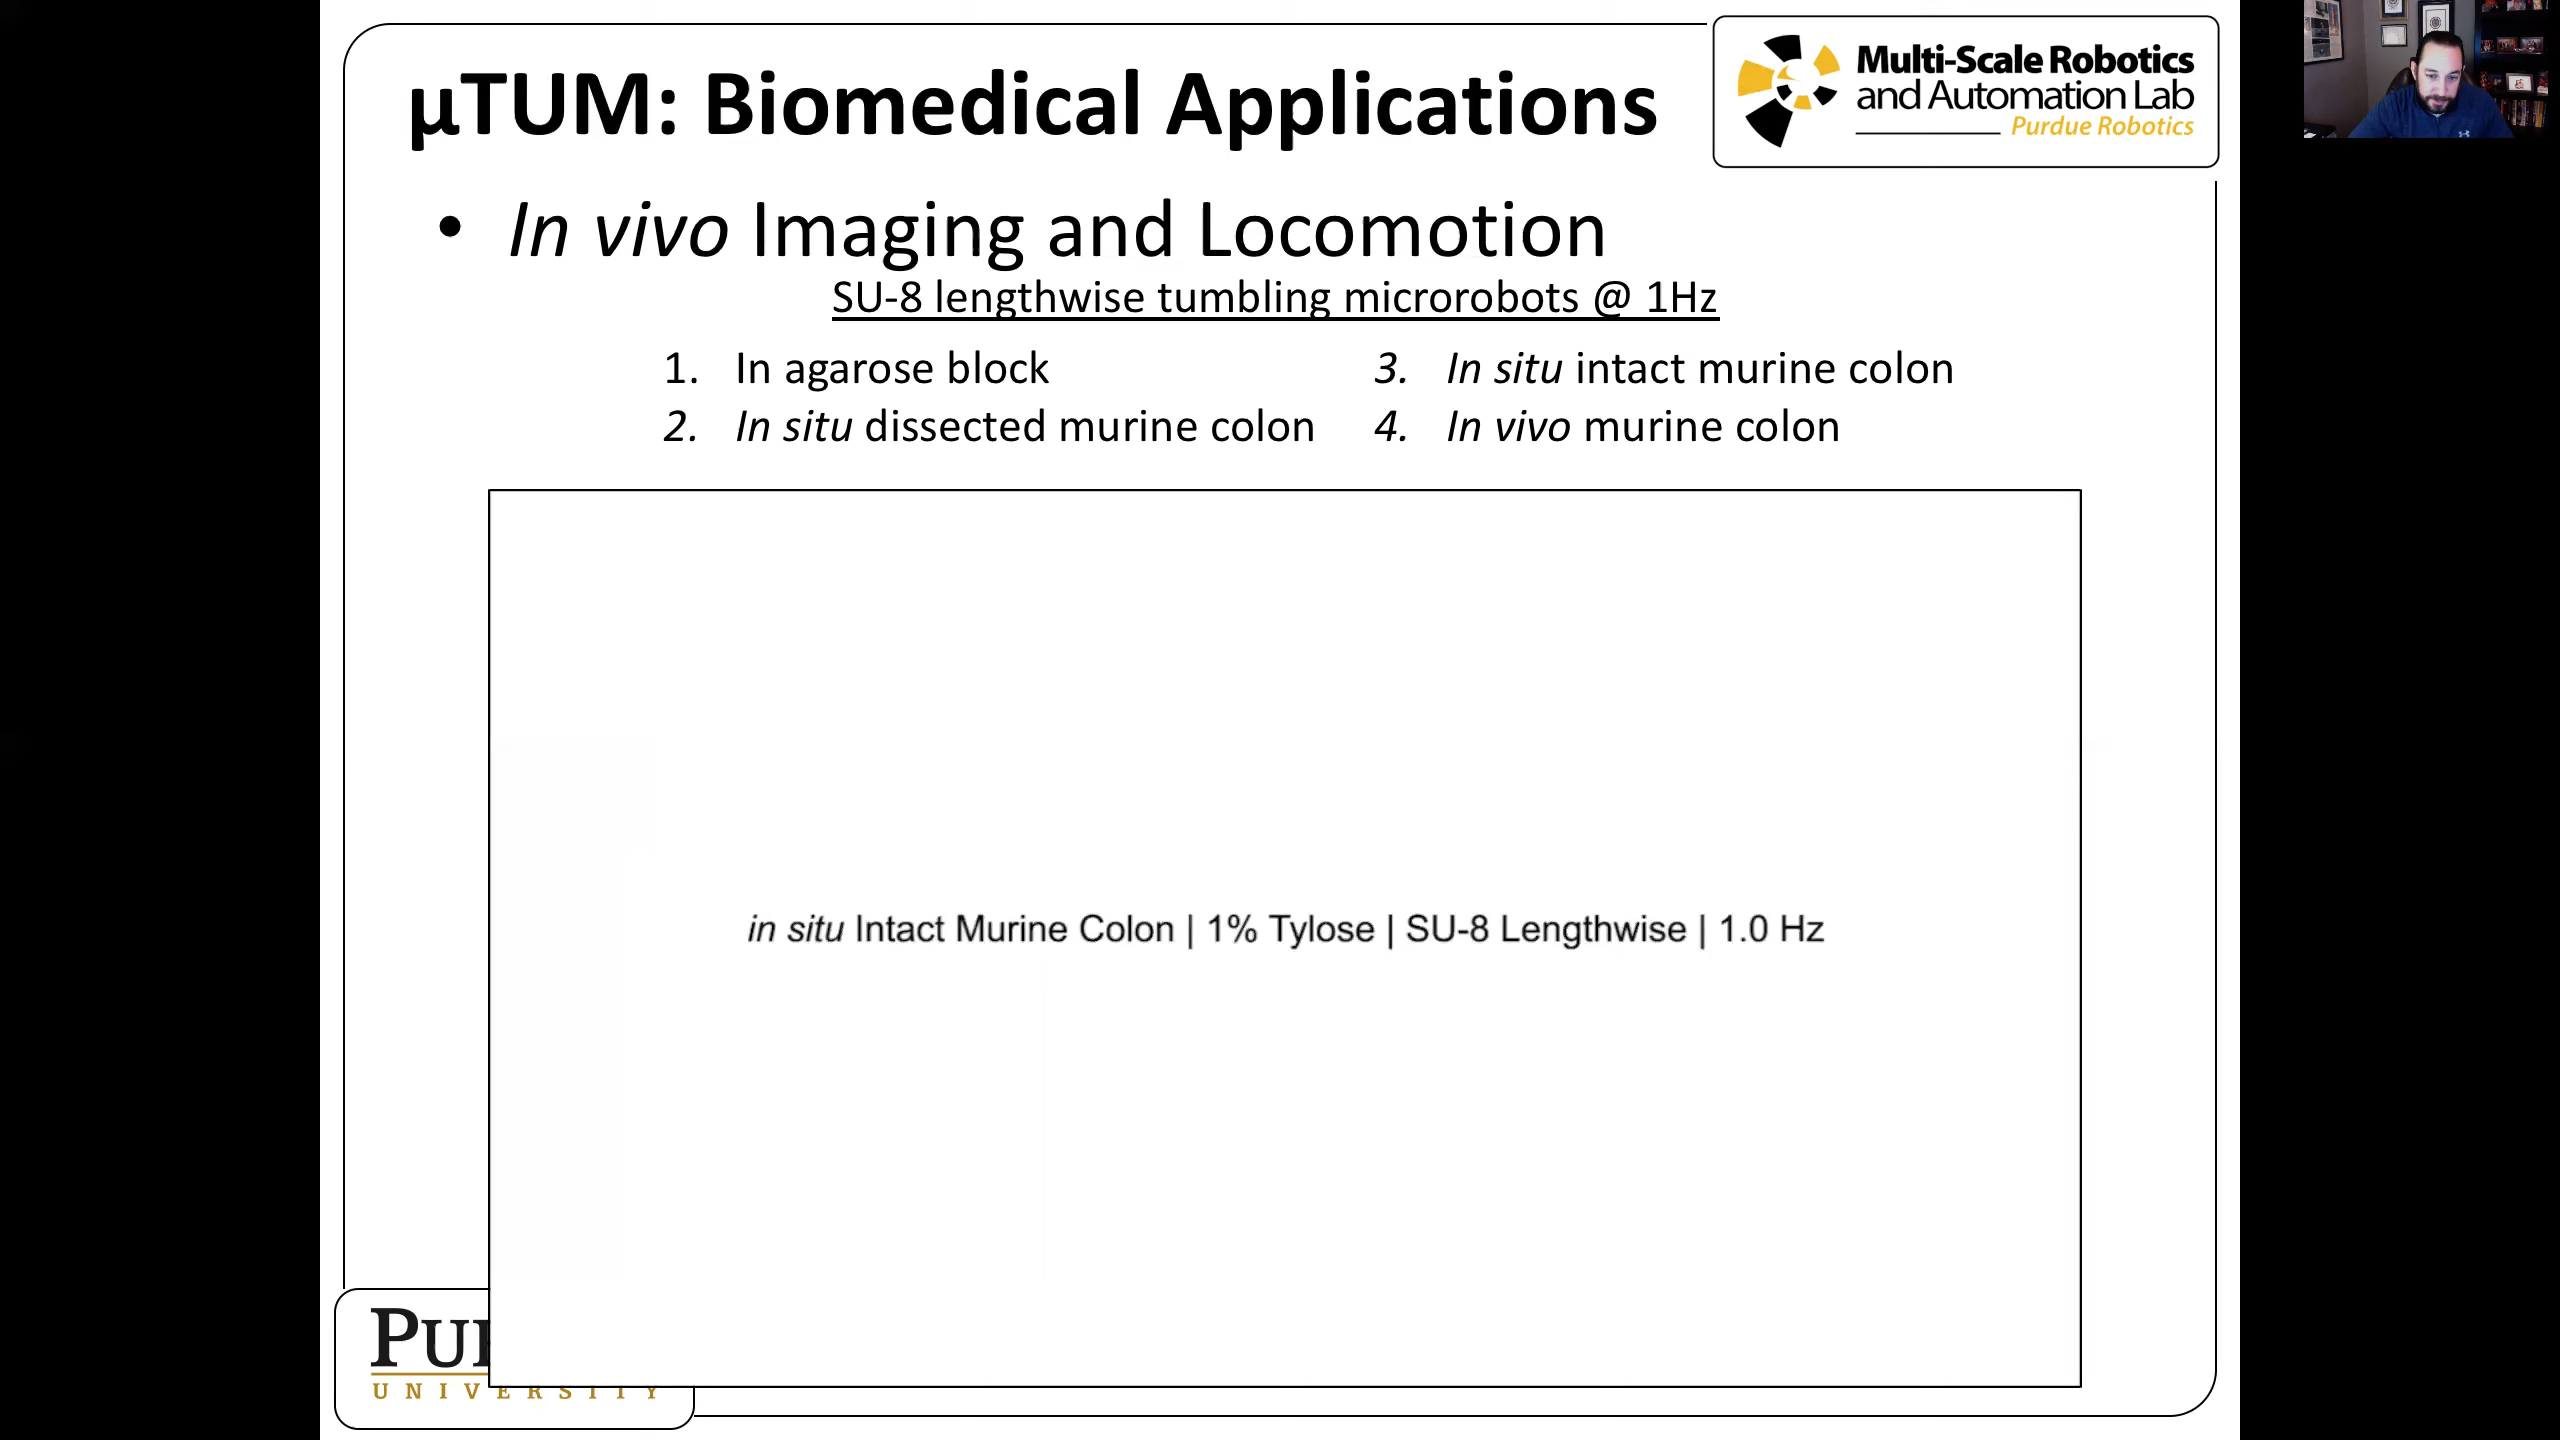 µTUM: Biomedical Applications
Multi-Scale Robotics
and Automation Lab
Purdue Robotics
• In vivo Imaging and Locomotion
SU-8 lengthwise tumbling microrobots @ 1Hz
1. In agarose block
2. In situ dissected murine colon
3. In situ intact murine colon
4. In vivo murine colon
in situ Intact Murine Colon | 1% Tylose | SU-8 Lengthwise | 1.0 Hz
UNIVERSITY